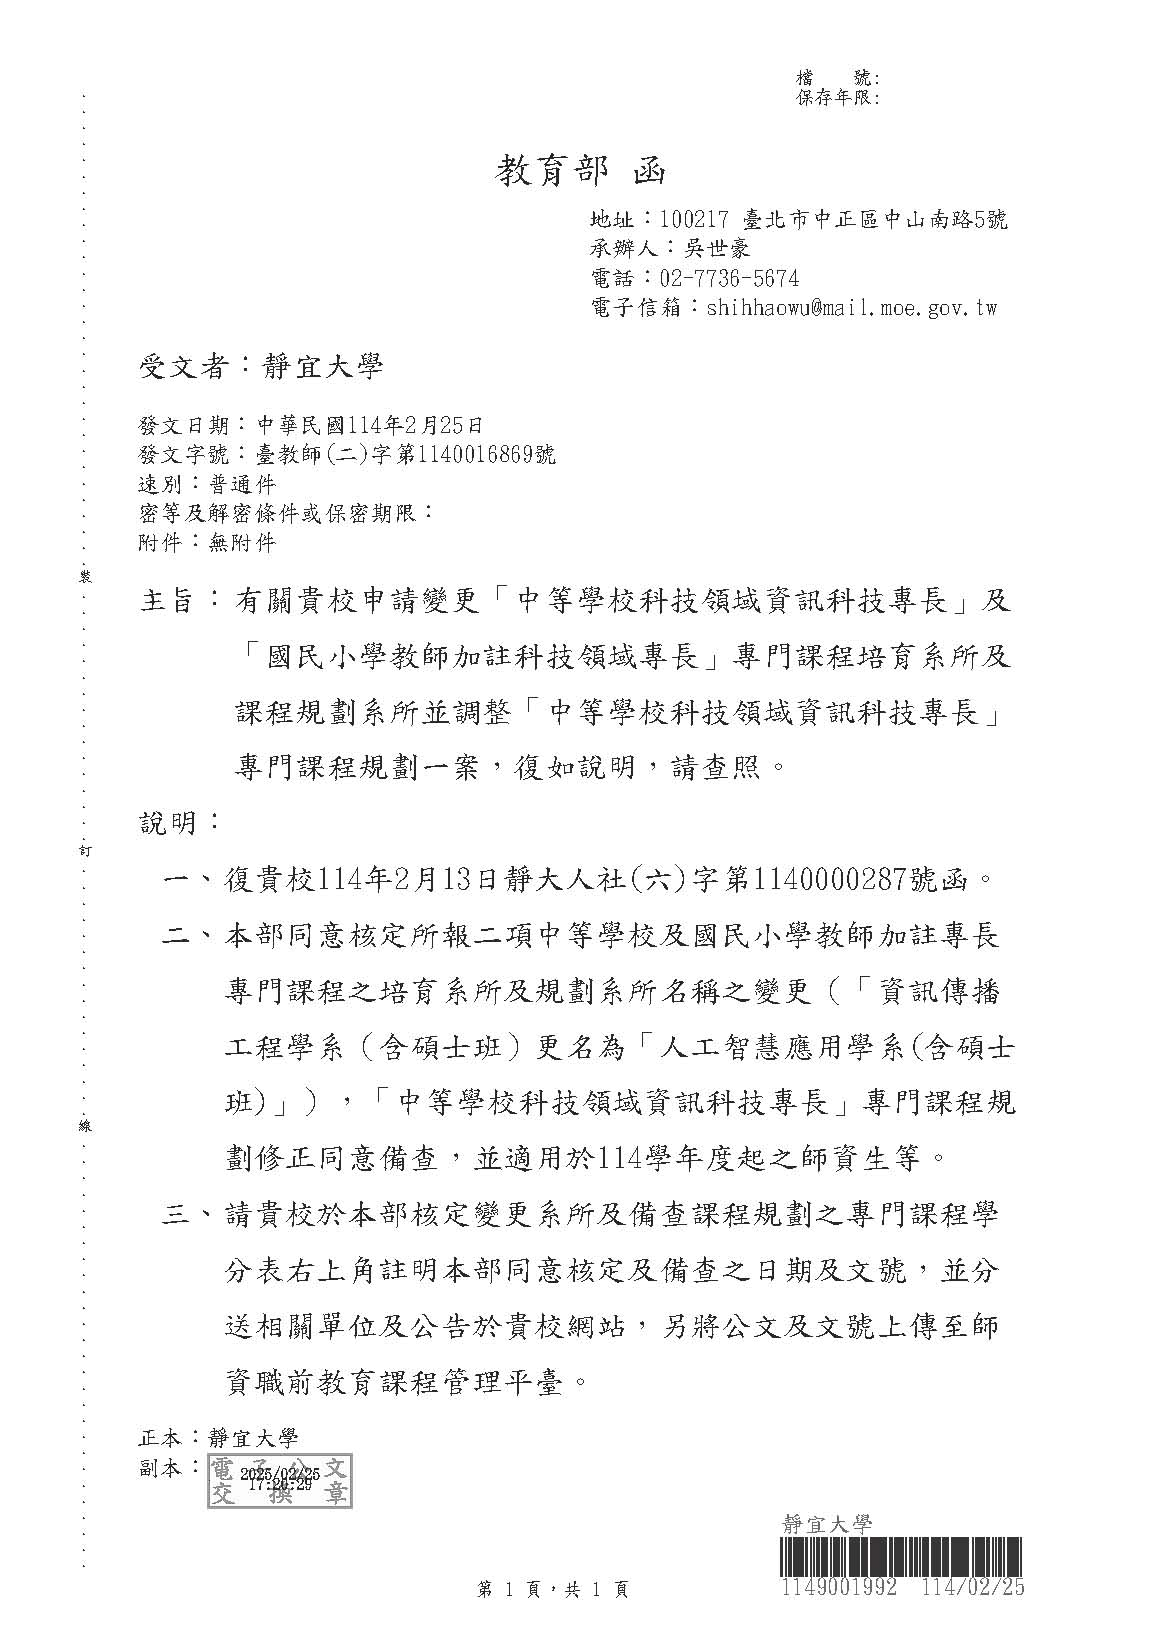 檔　　號:
保存年限:
教育部 函
地址：100217 臺北市中正區中山南路5號
承辦人：吳世豪
電話：02-7736-5674
電子信箱：shihhaowu@mail.moe.gov.tw
受文者：靜宜大學
發文日期：中華民國114年2月25日
發文字號：臺教師(二)字第1140016869號
速別：普通件
密等及解密條件或保密期限：
附件：無附件
主旨：有關貴校申請變更「中等學校科技領域資訊科技專長」及
「國民小學教師加註科技領域專長」專門課程培育系所及
課程規劃系所並調整「中等學校科技領域資訊科技專長」
專門課程規劃一案，復如說明，請查照。
說明：
一、復貴校114年2月13日靜大人社(六)字第1140000287號函。
二、本部同意核定所報二項中等學校及國民小學教師加註專長
專門課程之培育系所及規劃系所名稱之變更（「資訊傳播
工程學系（含碩士班）更名為「人工智慧應用學系(含碩士
班)」），「中等學校科技領域資訊科技專長」專門課程規
劃修正同意備查，並適用於114學年度起之師資生等。
三、請貴校於本部核定變更系所及備查課程規劃之專門課程學
分表右上角註明本部同意核定及備查之日期及文號，並分
送相關單位及公告於貴校網站，另將公文及文號上傳至師
資職前教育課程管理平臺。
正本：靜宜大學
副本：
電子公文
2025/02/25
17:20:29
交換章
裝
訂
線
靜宜大學
1149001992 114/02/25
第 1 頁，共 1 頁